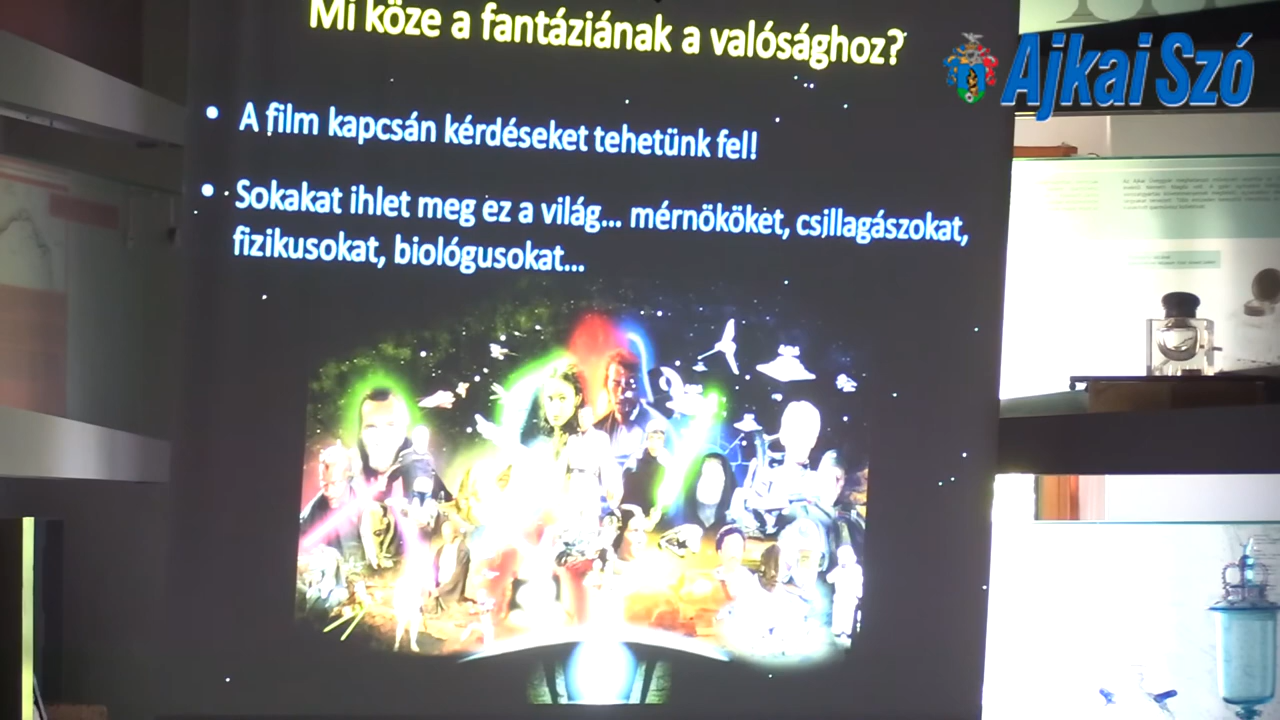 Mi köze a fantáziának a valósághoz?
Ajkai Szó
• A film kapcsán kérdéseket tehetünk fel!
• Sokakat ihlet meg ez a világ... mérnököket, csillagászokat,
fizikusokat, biológusokat...